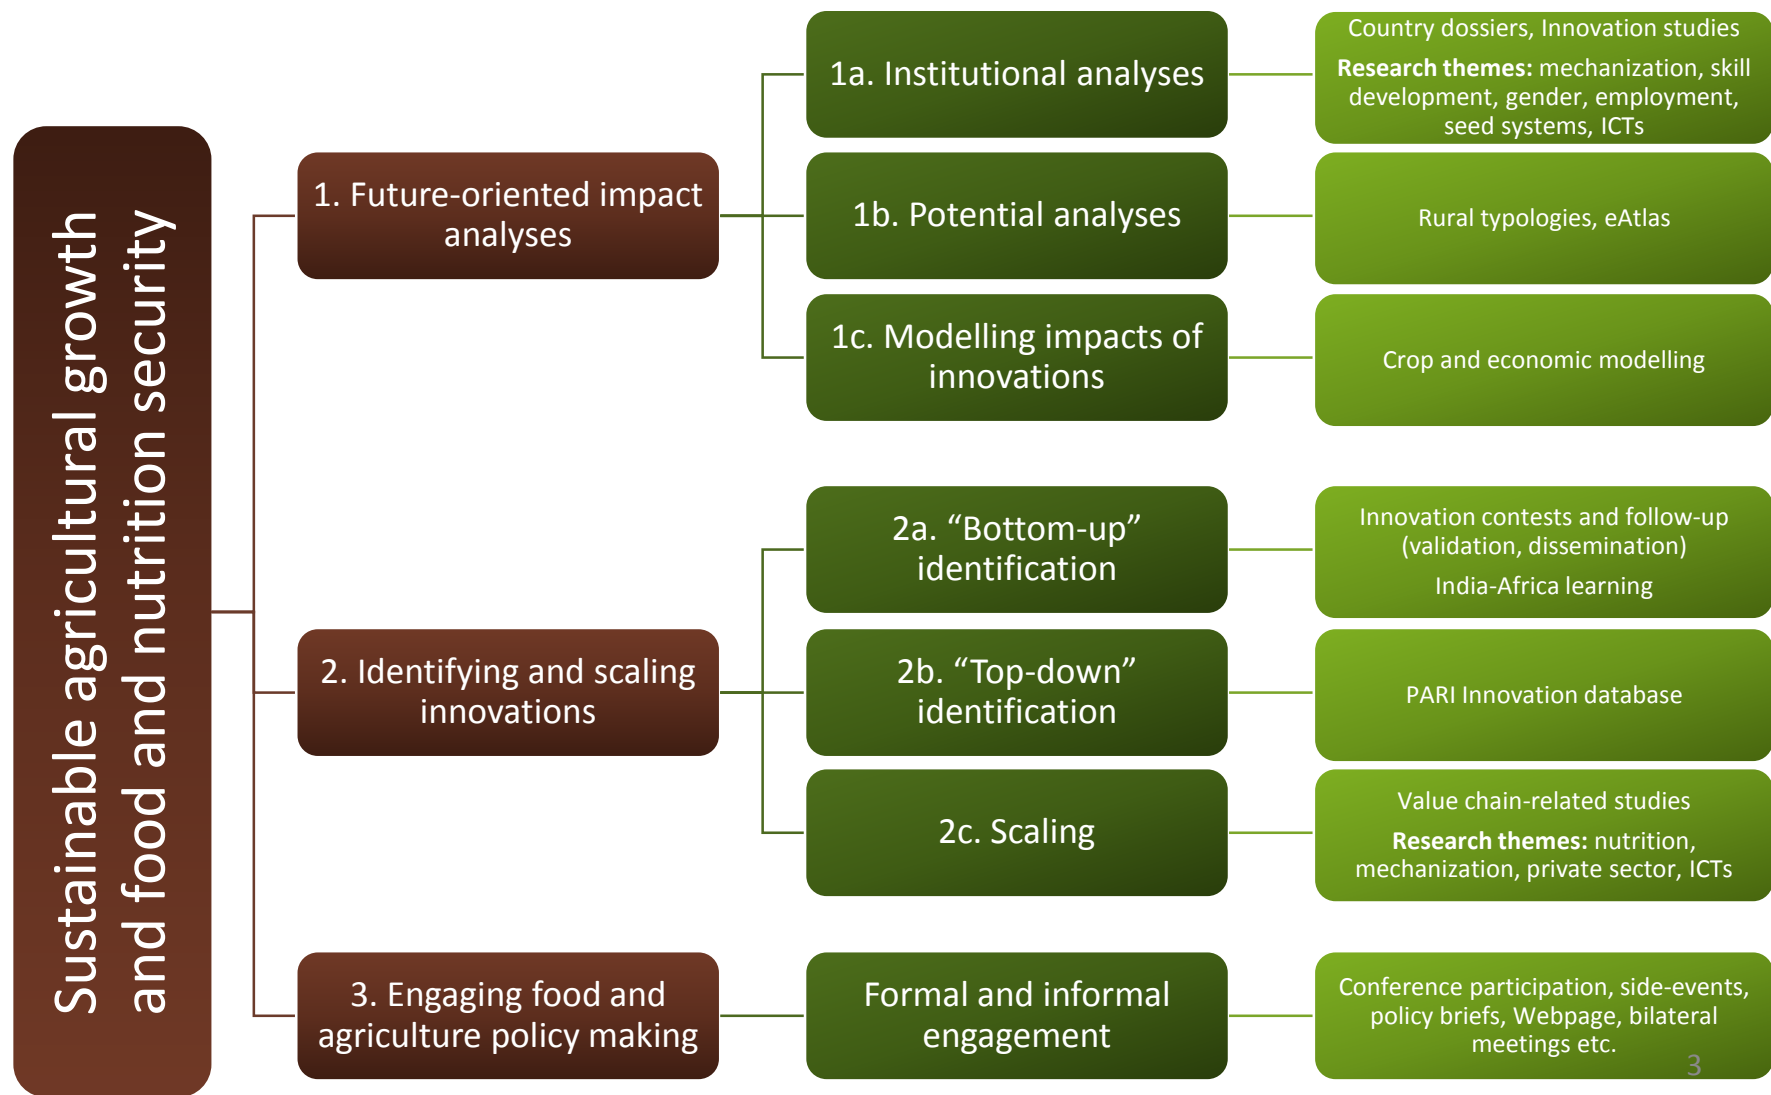 Sustainable agricultural growth
and food and nutrition security
1. Future-oriented impact
analyses
1a. Institutional analyses
Country dossiers, Innovation studies
Research themes: mechanization, skill
development, gender, employment,
seed systems, ICTs
1b. Potential analyses
Rural typologies, eAtlas
1c. Modelling impacts of
innovations
Crop and economic modelling
2. Identifying and scaling
innovations
2a. “Bottom-up”
identification
Innovation contests and follow-up
(validation, dissemination)
India-Africa learning
2b. “Top-down”
identification
PARI Innovation database
2c. Scaling
Value chain-related studies
Research themes: nutrition,
mechanization, private sector, ICTs
3. Engaging food and
agriculture policy making
Formal and informal
engagement
Conference participation, side-events,
policy briefs, Webpage, bilateral
meetings etc.
3